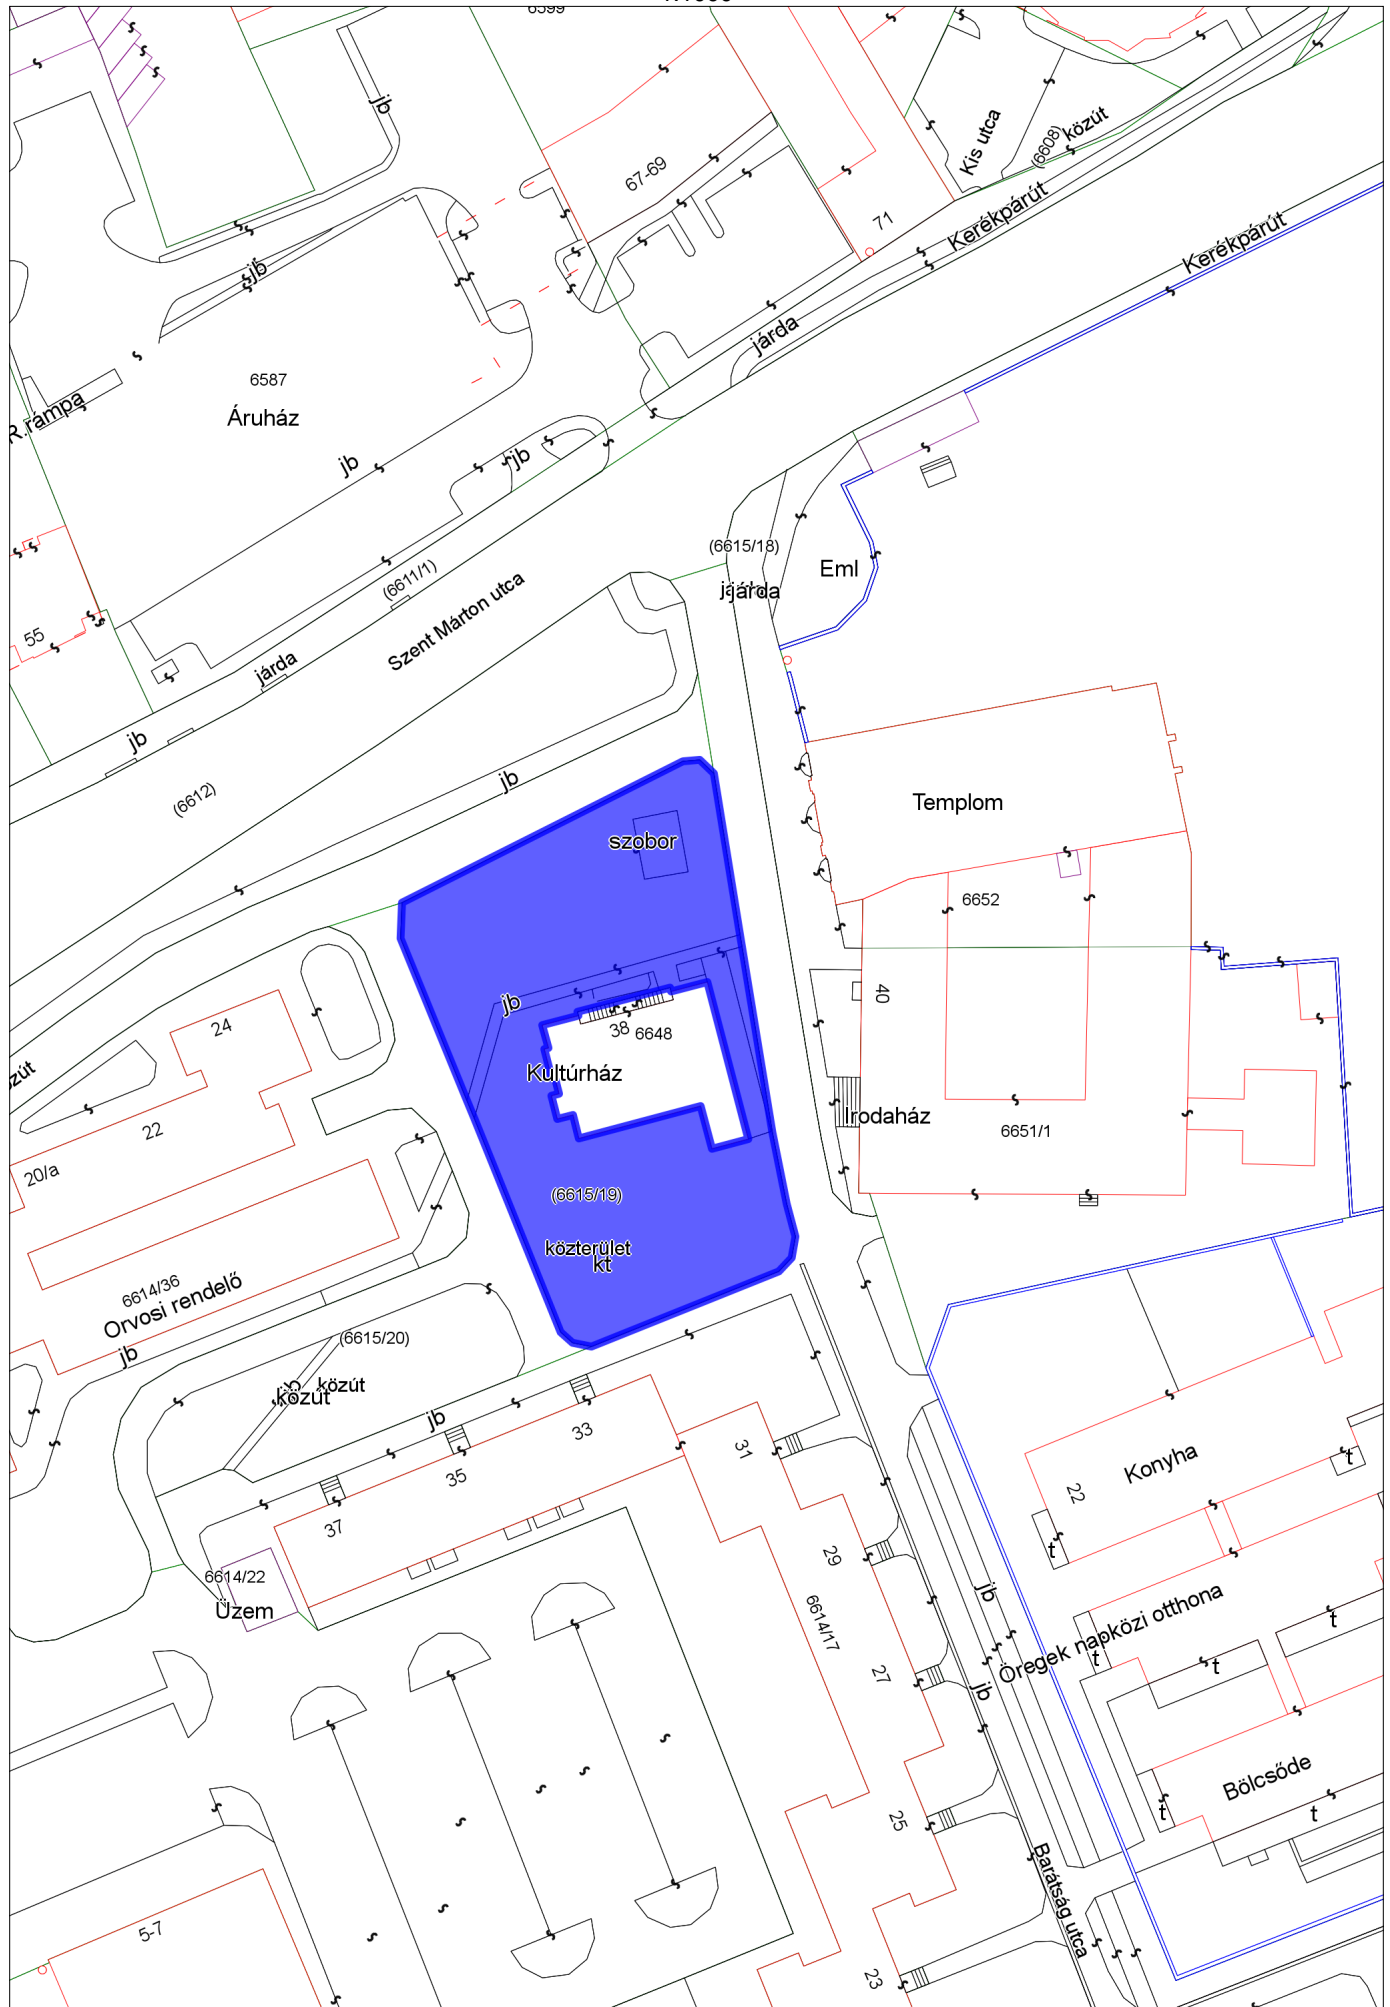 6599
jb
67-69
Kis utca
(6608)
közút
71
Kerékpárút
Kerékpárút
jb
járda
6587
Áruház
R.rámpa
jb
jb
(6615/18)
Eml
járda
(6611/1)
Szent Márton utca
55
járda
jb
jb
(6612)
Templom
szobor
6652
40
jb
38
6648
24
Kultúrház
22
Irodaház
6651/1
20/a
(6615/19)
közterület
kt
6614/36
Orvosi rendelő
jb
(6615/20)
jb
közút
közút
jb
33
31
35
Konyha
22
37
t
29
t
6614/22
Üzem
jb
6614/17
Öregek napközi otthona
t
t
t
27
jb
Bölcsőde
t
t
25
Barátság utca
5-7
23